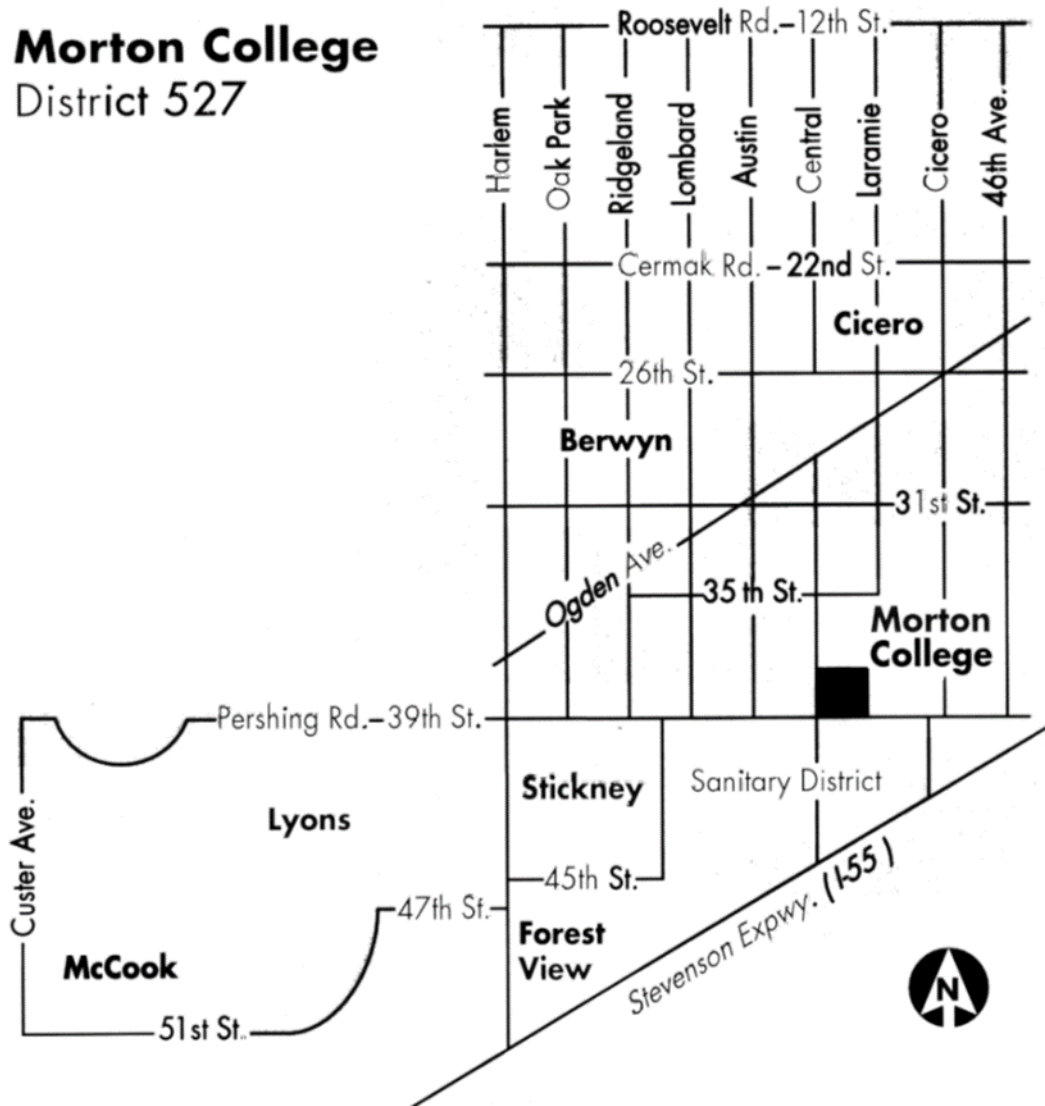 Morton College
District 527
Roosevelt Rd.–12th St.
Harlem
Oak Park
Ridgeland
Lombard
Austin
Central
Laramie
Cicero
46th Ave.
Cermak Rd. – 22nd St.
Cicero
26th St.
Berwyn
31st St.
Ogden Ave.
35th St.
Morton
College
Pershing Rd.–39th St.
Stickney
Sanitary District
Lyons
Custer Ave.
45th St.
47th St.
Forest
View
Stevenson Expwy. (I-55)
McCook
51st St.
N